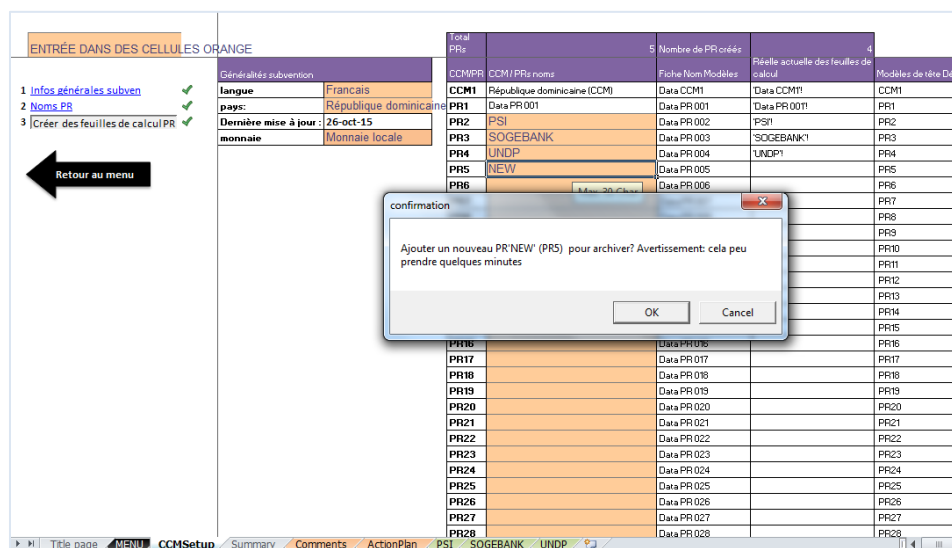 ENTRÉE DANS DES CELLULES ORANGE
Total PRs 5 Nombre de PR créés 4
Généralités subvention CCM/PR CCM / PRs noms Fiche Nom Modèles Réelle actuelle des feuilles de calcul Modèles de tête Dé
1 Infos générales subven langue Francais CCM1 République dominicaine (CCM) Data CCM1 'Data CCM1'! CCM1
2 Noms PR pays: République dominicaine PR1 Data PR 001 Data PR 001 'Data PR 001'! PR1
3 Créer des feuilles de calcul PR Dernière mise à jour : 26-oct-15 PR2 PSI Data PR 002 'PSI'! PR2
monnaie Monnaie locale PR3 SOGEBANK Data PR 003 'SOGEBANK'! PR3
PR4 UNDP Data PR 004 'UNDP'! PR4
Retour au menu PR5 NEW Data PR 005 PR5
PR6 Data PR 006 PR6
confirmation
PR7
PR8
Ajouter un nouveau PR'NEW' (PR5) pour archiver? Avertissement: cela peu
prendre quelques minutes
PR9
PR10
PR11
PR12
PR13
OK Cancel PR14
PR15
PR16 Data PR 016 PR16
PR17 Data PR 017 PR17
PR18 Data PR 018 PR18
PR19 Data PR 019 PR19
PR20 Data PR 020 PR20
PR21 Data PR 021 PR21
PR22 Data PR 022 PR22
PR23 Data PR 023 PR23
PR24 Data PR 024 PR24
PR25 Data PR 025 PR25
PR26 Data PR 026 PR26
PR27 Data PR 027 PR27
PR28 Data PR 028 PR28
Title page MENU CCMSetup Summary Comments ActionPlan PSI SOGEBANK UNDP